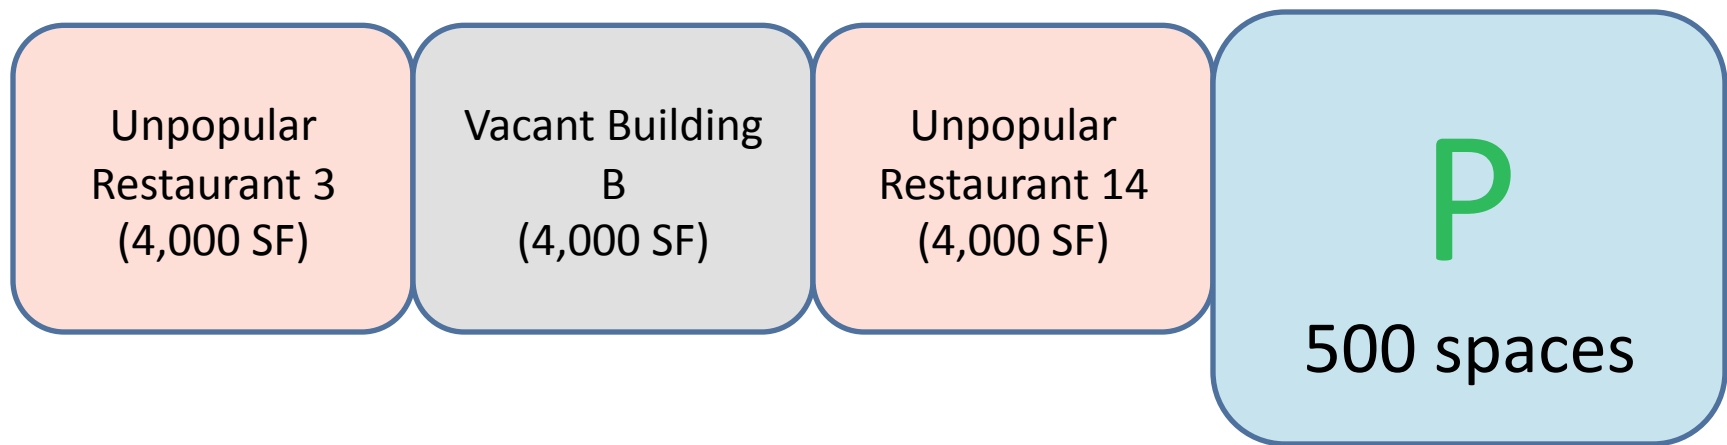 Unpopular
Restaurant 3
(4,000 SF)
Vacant Building
B
(4,000 SF)
Unpopular
Restaurant 14
(4,000 SF)
P
500 spaces